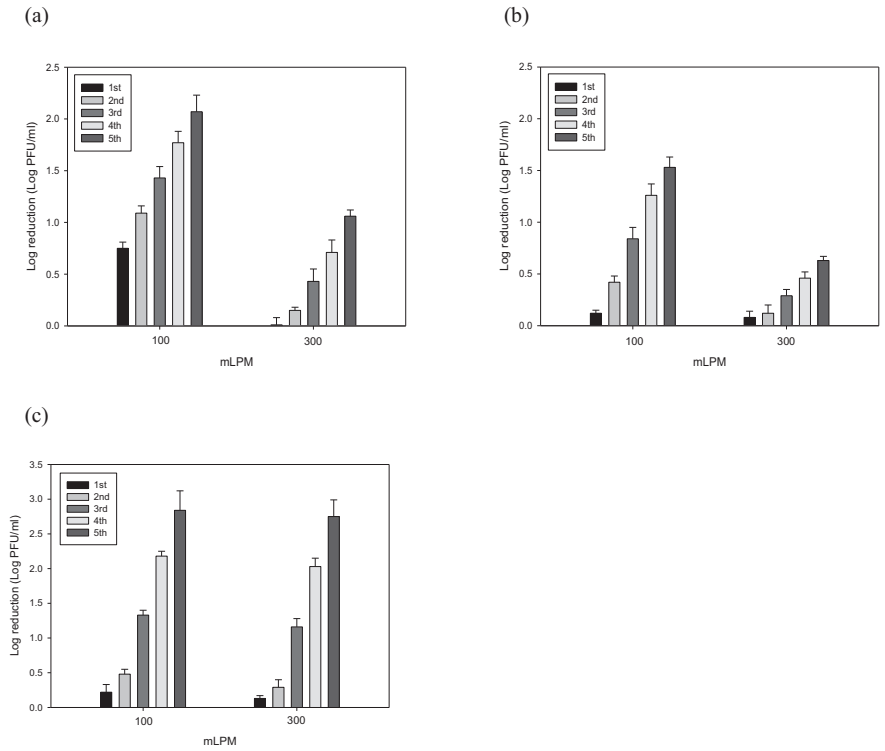 (a)
Log reduction (Log PFU/ml)
2.5
2.0
1.5
1.0
0.5
0.0
1st
2nd
3rd
4th
5th
100
300
mLPM
(b)
Log reduction (Log PFU/ml)
2.5
2.0
1.5
1.0
0.5
0.0
1st
2nd
3rd
4th
5th
100
300
mLPM
(c)
Log reduction (Log PFU/ml)
3.5
3.0
2.5
2.0
1.5
1.0
0.5
0.0
1st
2nd
3rd
4th
5th
100
300
mLPM